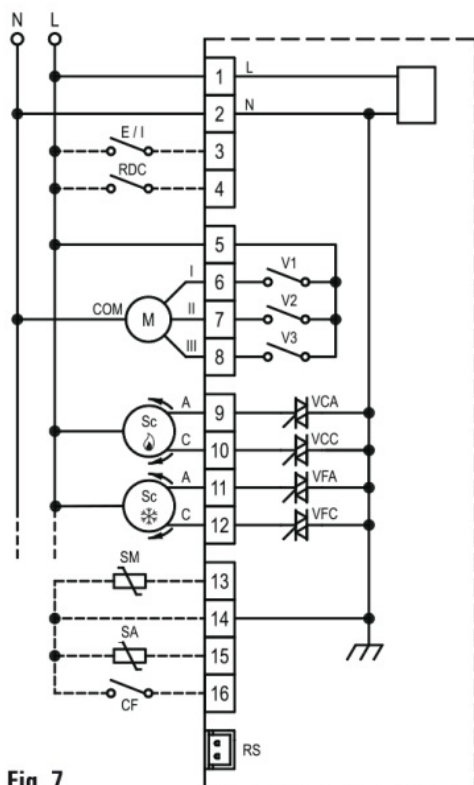 N L
1 L
2 N
E / I
3
RDC
4
5
I 6 V1
COM M II 7 V2
III 8 V3
A 9 VCA
Sc
C 10 VCC
A 11 VFA
Sc
C 12 VFC
SM
13
14
SA
15
16
CF
RS
Fig. 7